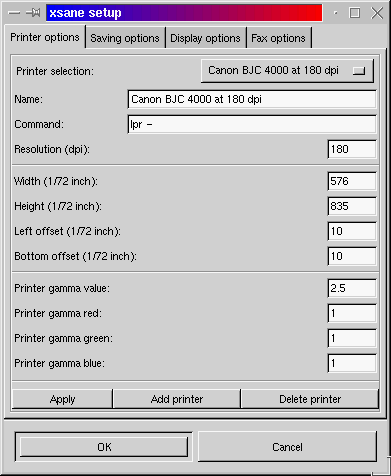 xsane setup
Printer options Saving options Display options Fax options
Printer selection: Canon BJC 4000 at 180 dpi
Name: Canon BJC 4000 at 180 dpi
Command: lpr -
Resolution (dpi): 180
Width (1/72 inch): 576
Height (1/72 inch): 835
Left offset (1/72 inch): 10
Bottom offset (1/72 inch): 10
Printer gamma value: 2.5
Printer gamma red: 1
Printer gamma green: 1
Printer gamma blue: 1
Apply Add printer Delete printer
OK Cancel